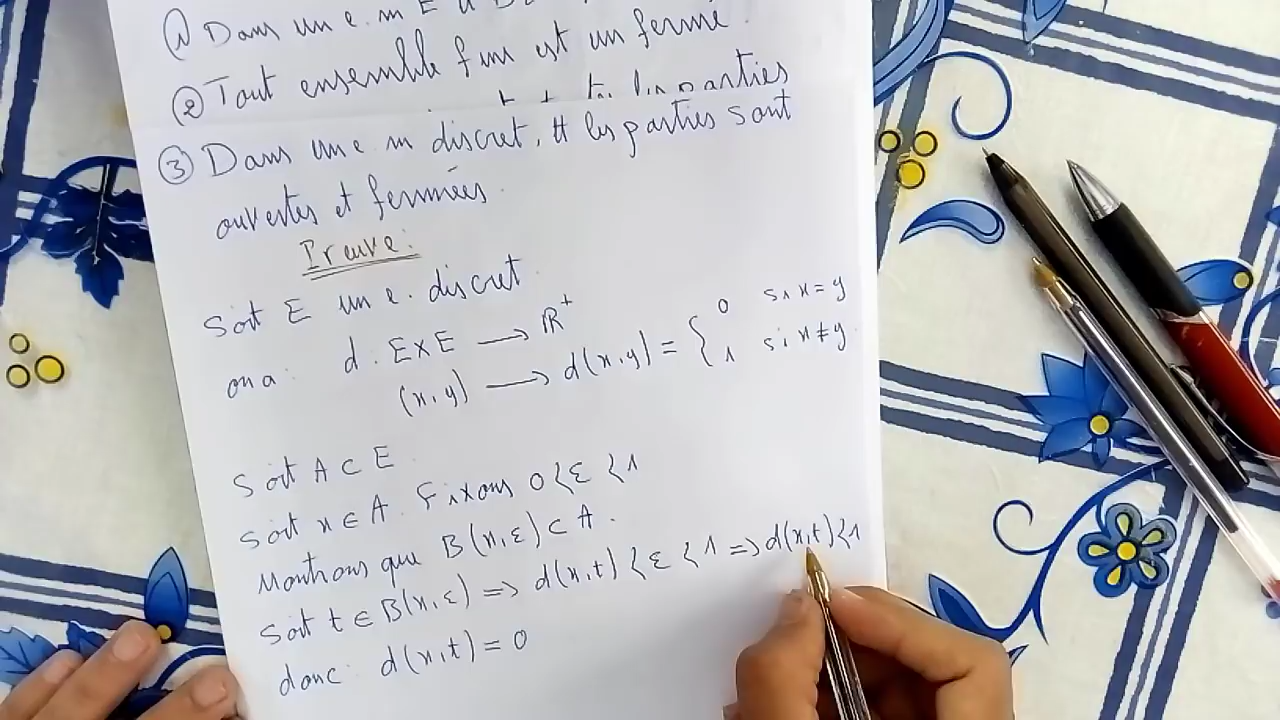 ① Dans un e.m E
② Tout ensemble fini est un fermé.
③ Dans un e m discret, tt les parties sont
ouvertes et fermées.
Preuve:
Soit E un e. discret.
on a: d: E×E → ℝ⁺
(x,y) → d(x,y) = { 0 si x=y
1 si x≠y.
Soit A ⊂ E.
Soit x ∈ A. Fixons 0<ε<1
Montrons que B(x,ε) ⊂ A.
Soit t ∈ B(x,ε) => d(x,t) < ε < 1 => d(x,t)<1
donc: d(x,t) = 0